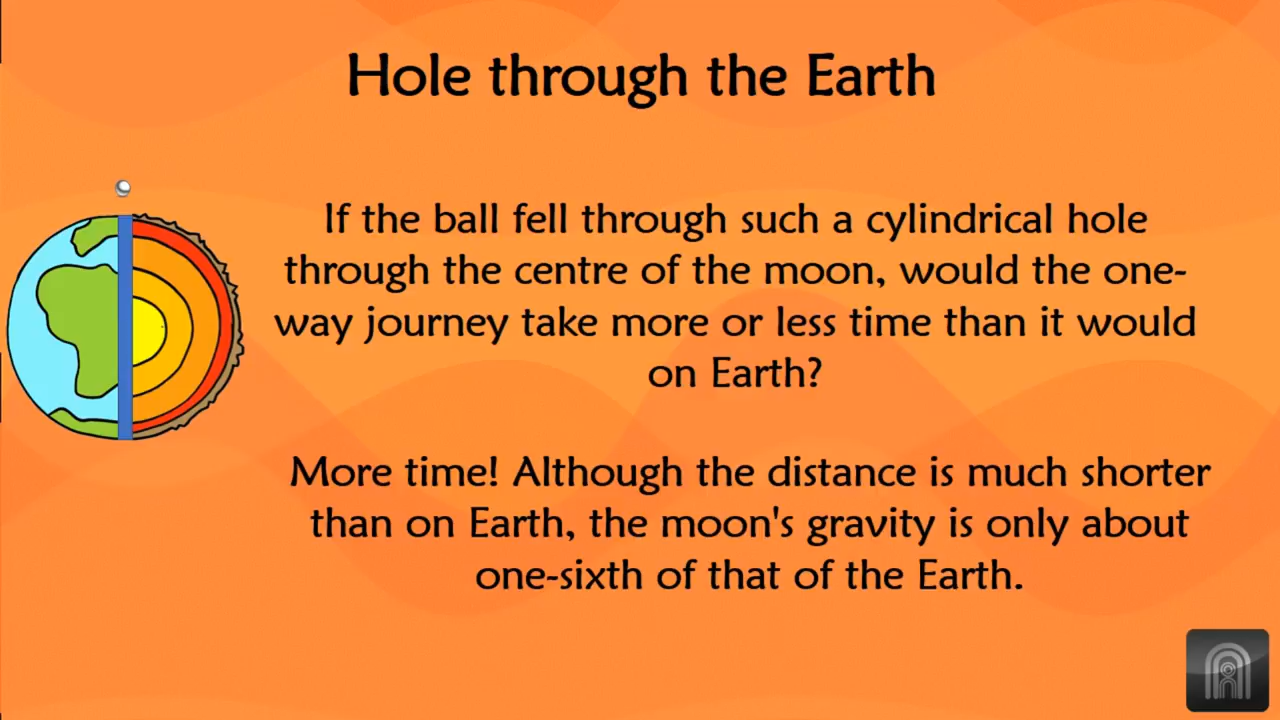 Hole through the Earth
If the ball fell through such a cylindrical hole
through the centre of the moon, would the one-
way journey take more or less time than it would
on Earth?
More time! Although the distance is much shorter
than on Earth, the moon's gravity is only about
one-sixth of that of the Earth.